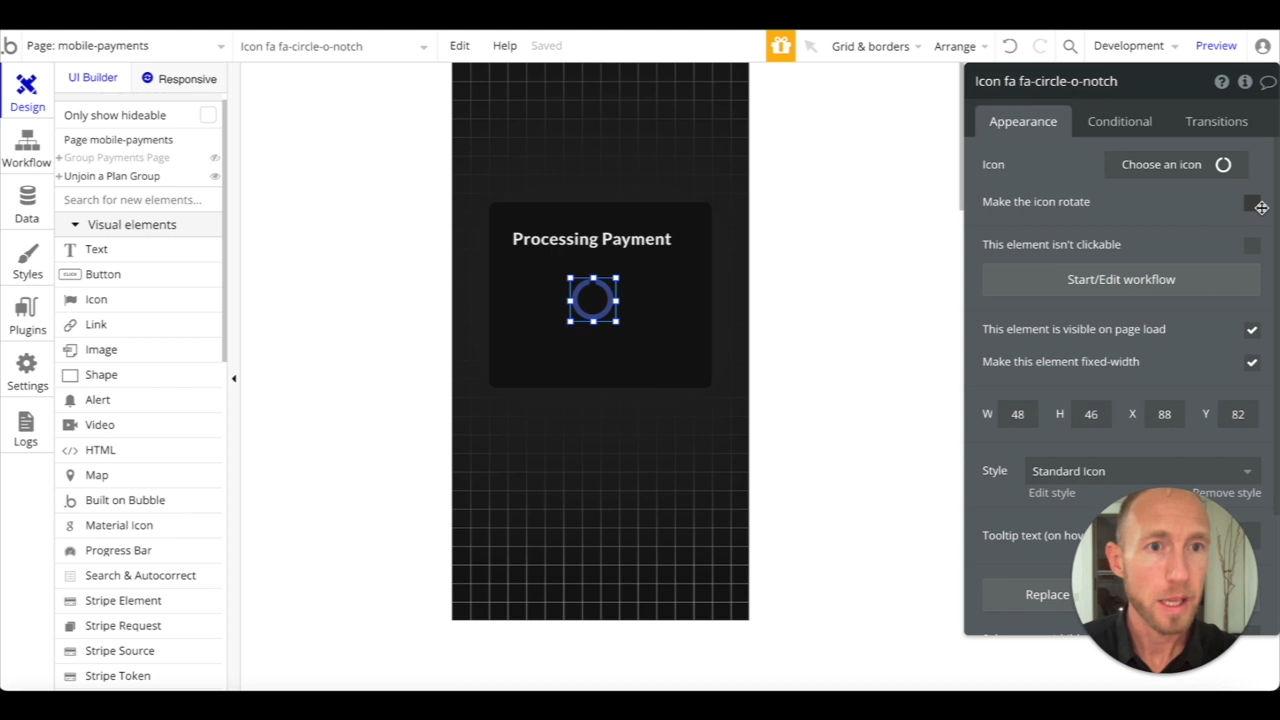 Page: mobile-payments
Icon fa fa-circle-o-notch
Edit
Help
Saved
Grid & borders
Arrange
Development
Preview
Design
Workflow
Data
Styles
Plugins
Settings
Logs
UI Builder
Responsive
Only show hideable
Page mobile-payments
+Group Payments Page
+Unjoin a Plan Group
Search for new elements...
Visual elements
Text
CLICK Button
Icon
Link
Image
Shape
Alert
Video
</> HTML
Map
Built on Bubble
Material Icon
Progress Bar
Search & Autocorrect
Stripe Element
Stripe Request
Stripe Source
Stripe Token
Processing Payment
Icon fa fa-circle-o-notch
Appearance
Conditional
Transitions
Icon
Choose an icon
Make the icon rotate
This element isn't clickable
Start/Edit workflow
This element is visible on page load
Make this element fixed-width
W 48 H 46 X 88 Y 82
Style
Standard Icon
Edit style
Remove style
Tooltip text (on hov
Replace